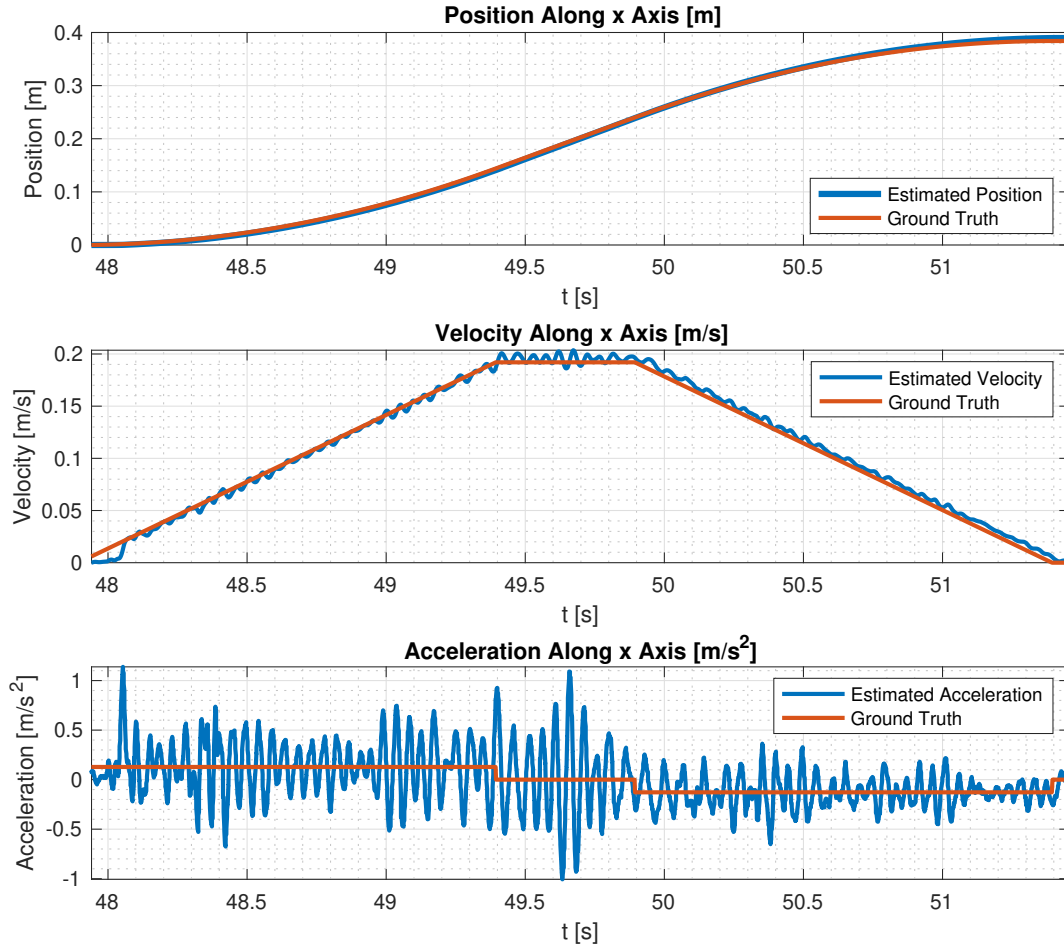 Position Along x Axis [m]
0.4
0.3
0.2
0.1
0
Position [m]
Estimated Position
Ground Truth
48 48.5 49 49.5 50 50.5 51
t [s]
Velocity Along x Axis [m/s]
0.2
0.15
0.1
0.05
0
Velocity [m/s]
Estimated Velocity
Ground Truth
48 48.5 49 49.5 50 50.5 51
t [s]
Acceleration Along x Axis [m/s²]
1
0.5
0
-0.5
-1
Acceleration [m/s²]
Estimated Acceleration
Ground Truth
48 48.5 49 49.5 50 50.5 51
t [s]